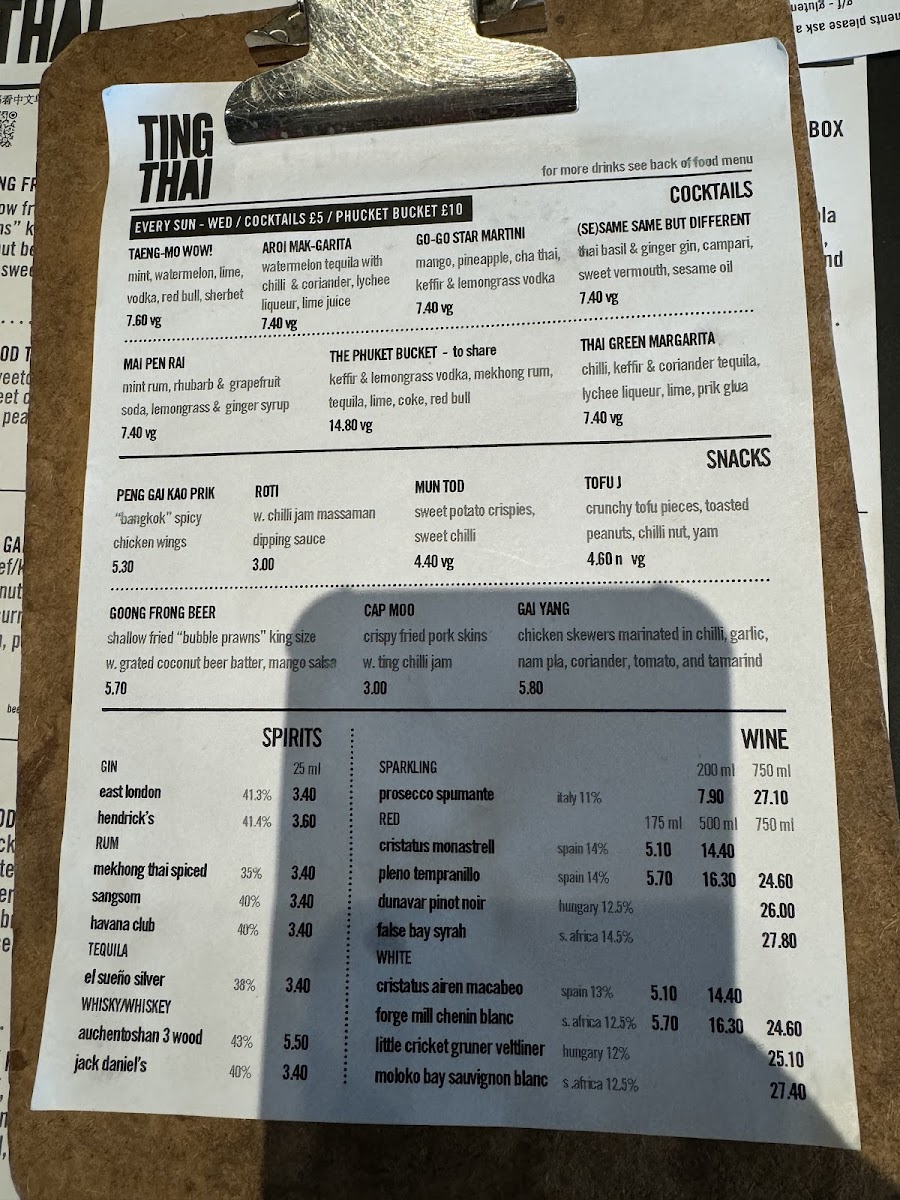 TING
THAI
for more drinks see back of food menu
COCKTAILS
EVERY SUN - WED / COCKTAILS £5 / PHUCKET BUCKET £10
TAENG-MO WOW!
mint, watermelon, lime,
vodka, red bull, sherbet
7.60 vg
AROI MAK-GARITA
watermelon tequila with
chilli & coriander, lychee
liqueur, lime juice
7.40 vg
GO-GO STAR MARTINI
mango, pineapple, cha thai,
keffir & lemongrass vodka
7.40 vg
(SE)SAME SAME BUT DIFFERENT
thai basil & ginger gin, campari,
sweet vermouth, sesame oil
7.40 vg
MAI PEN RAI
mint rum, rhubarb & grapefruit
soda, lemongrass & ginger syrup
7.40 vg
THE PHUKET BUCKET - to share
keffir & lemongrass vodka, mekhong rum,
tequila, lime, coke, red bull
14.80 vg
THAI GREEN MARGARITA
chilli, keffir & coriander tequila,
lychee liqueur, lime, prik glua
7.40 vg
SNACKS
PENG GAI KAO PRIK
"bangkok" spicy
chicken wings
5.30
ROTI
w. chilli jam massaman
dipping sauce
3.00
MUN TOD
sweet potato crispies,
sweet chilli
4.40 vg
TOFU J
crunchy tofu pieces, toasted
peanuts, chilli nut, yam
4.60 n vg
GOONG FRONG BEER
shallow fried "bubble prawns" king size
w. grated coconut beer batter, mango salsa
5.70
CAP MOO
crispy fried pork skins
w. ting chilli jam
3.00
GAI YANG
chicken skewers marinated in chilli, garlic,
nam pla, coriander, tomato, and tamarind
5.80
SPIRITS
GIN 25 ml
east london 41.3% 3.40
hendrick's 41.4% 3.60
RUM
mekhong thai spiced 35% 3.40
sangsom 40% 3.40
havana club 40% 3.40
TEQUILA
el sueño silver 38% 3.40
WHISKY/WHISKEY
auchentoshan 3 wood 43% 5.50
jack daniel's 40% 3.40
WINE
SPARKLING 200 ml 750 ml
prosecco spumante italy 11% 7.90 27.10
RED 175 ml 500 ml 750 ml
cristatus monastrell spain 14% 5.10 14.40
pleno tempranillo spain 14% 5.70 16.30 24.60
dunavar pinot noir hungary 12.5% 26.00
false bay syrah s. africa 14.5% 27.80
WHITE
cristatus airen macabeo spain 13% 5.10 14.40
forge mill chenin blanc s. africa 12.5% 5.70 16.30 24.60
little cricket gruner veltliner hungary 12% 25.10
moloko bay sauvignon blanc s.africa 12.5% 27.40
BOX